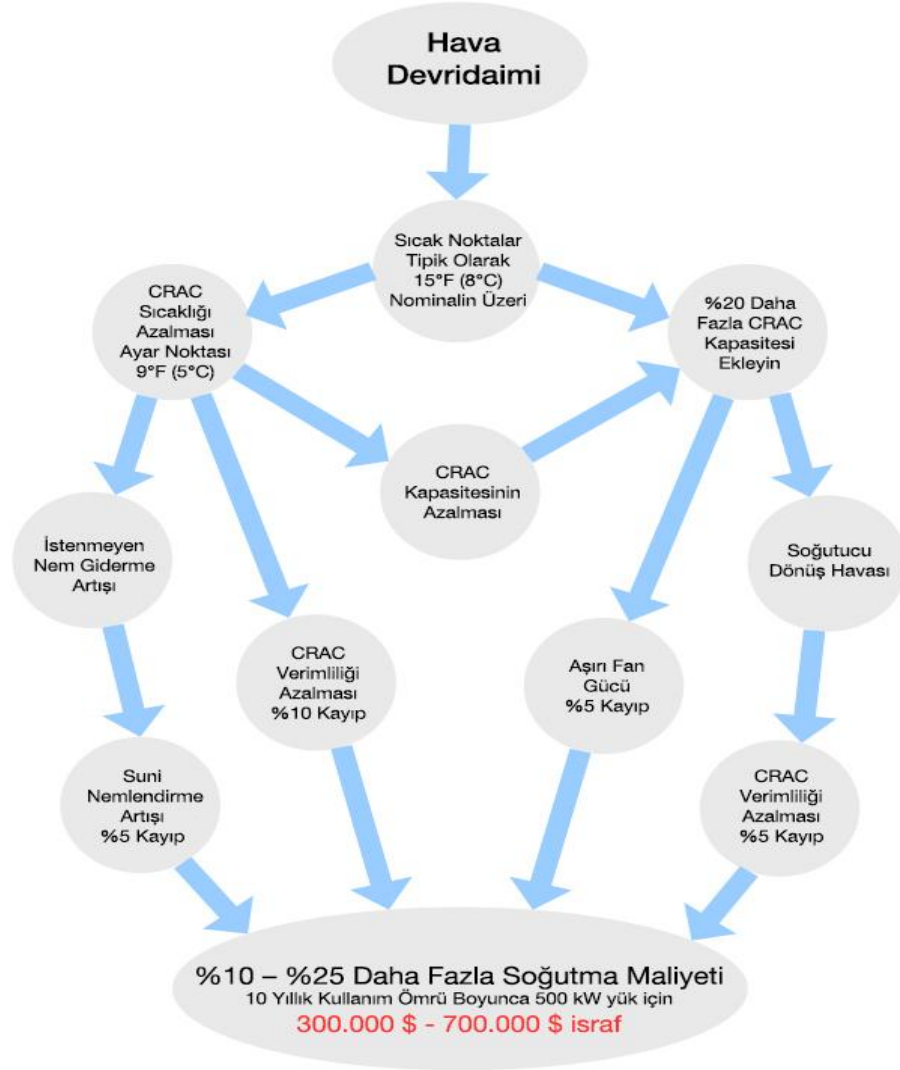 Hava
Devridaimi
Sıcak Noktalar
Tipik Olarak
15°F (8°C)
Nominalin Üzeri
CRAC
Sıcaklığı
Azalması
Ayar Noktası
9°F (5°C)
%20 Daha
Fazla CRAC
Kapasitesi
Ekleyin
CRAC
Kapasitesinin
Azalması
İstenmeyen
Nem Giderme
Artışı
Soğutucu
Dönüş Havası
CRAC
Verimliliği
Azalması
%10 Kayıp
Aşırı Fan
Gücü
%5 Kayıp
Suni
Nemlendirme
Artışı
%5 Kayıp
CRAC
Verimliliği
Azalması
%5 Kayıp
%10 – %25 Daha Fazla Soğutma Maliyeti
10 Yıllık Kullanım Ömrü Boyunca 500 kW yük için
300.000 $ - 700.000 $ israf